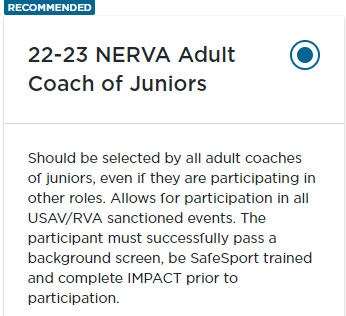 RECOMMENDED
22-23 NERVA Adult
Coach of Juniors
Should be selected by all adult coaches
of juniors, even if they are participating in
other roles. Allows for participation in all
USAV/RVA sanctioned events. The
participant must successfully pass a
background screen, be SafeSport trained
and complete IMPACT prior to
participation.